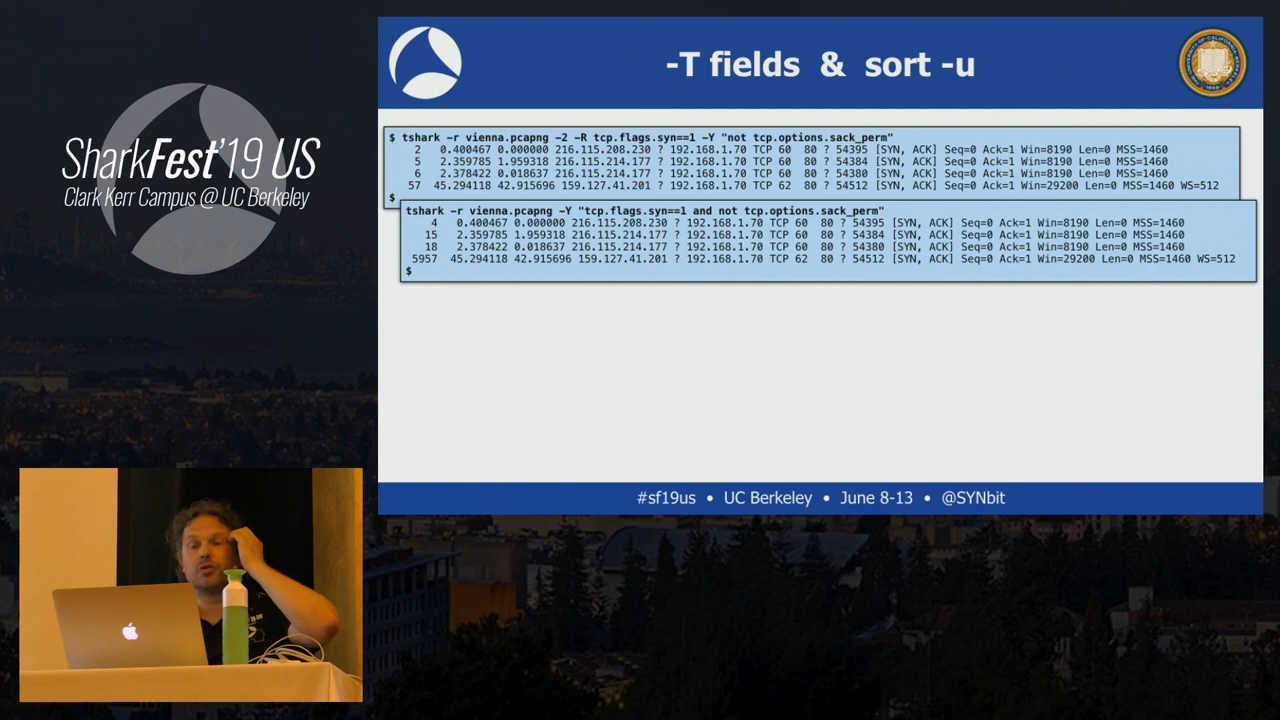 SharkFest'19 US
Clark Kerr Campus @ UC Berkeley
-T fields & sort -u
$ tshark -r vienna.pcapng -2 -R tcp.flags.syn==1 -Y "not tcp.options.sack_perm"
2 0.400467 0.000000 216.115.208.230 ? 192.168.1.70 TCP 60 80 ? 54395 [SYN, ACK] Seq=0 Ack=1 Win=8190 Len=0 MSS=1460
5 2.359785 1.959318 216.115.214.177 ? 192.168.1.70 TCP 60 80 ? 54384 [SYN, ACK] Seq=0 Ack=1 Win=8190 Len=0 MSS=1460
6 2.378422 0.018637 216.115.214.177 ? 192.168.1.70 TCP 60 80 ? 54380 [SYN, ACK] Seq=0 Ack=1 Win=8190 Len=0 MSS=1460
57 45.294118 42.915696 159.127.41.201 ? 192.168.1.70 TCP 62 80 ? 54512 [SYN, ACK] Seq=0 Ack=1 Win=29200 Len=0 MSS=1460 WS=512
$
tshark -r vienna.pcapng -Y "tcp.flags.syn==1 and not tcp.options.sack_perm"
4 0.400467 0.000000 216.115.208.230 ? 192.168.1.70 TCP 60 80 ? 54395 [SYN, ACK] Seq=0 Ack=1 Win=8190 Len=0 MSS=1460
15 2.359785 1.959318 216.115.214.177 ? 192.168.1.70 TCP 60 80 ? 54384 [SYN, ACK] Seq=0 Ack=1 Win=8190 Len=0 MSS=1460
18 2.378422 0.018637 216.115.214.177 ? 192.168.1.70 TCP 60 80 ? 54380 [SYN, ACK] Seq=0 Ack=1 Win=8190 Len=0 MSS=1460
5957 45.294118 42.915696 159.127.41.201 ? 192.168.1.70 TCP 62 80 ? 54512 [SYN, ACK] Seq=0 Ack=1 Win=29200 Len=0 MSS=1460 WS=512
$
#sf19us • UC Berkeley • June 8-13 • @SYNbit